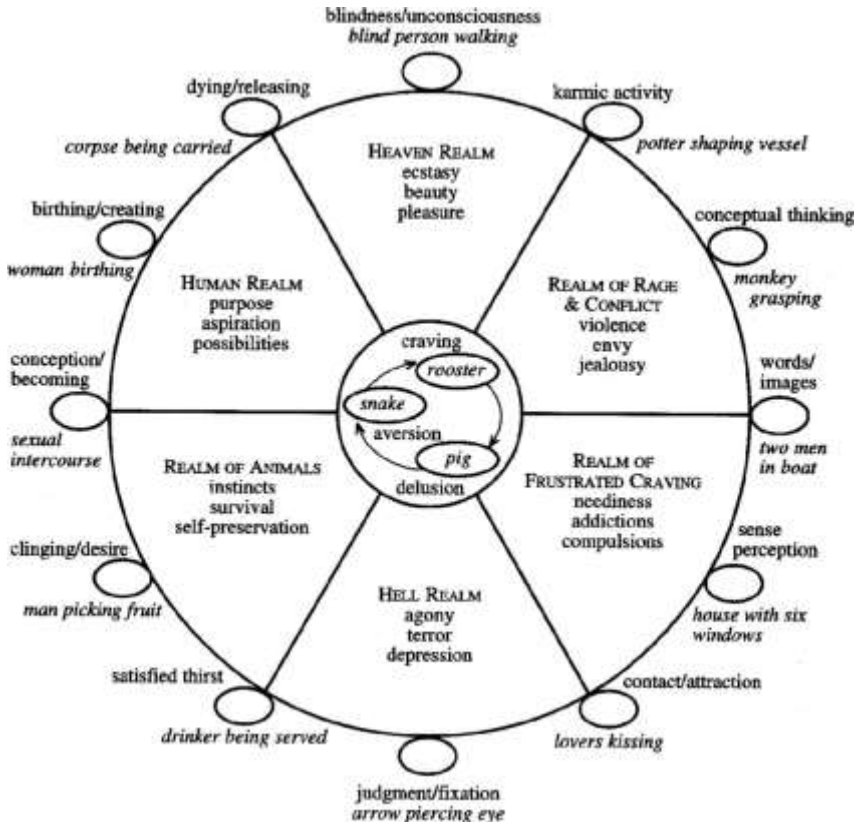 blindness/unconsciousness
blind person walking
dying/releasing
karmic activity
corpse being carried
potter shaping vessel
HEAVEN REALM
ecstasy
beauty
pleasure
birthing/creating
conceptual thinking
woman birthing
monkey
grasping
HUMAN REALM
purpose
aspiration
possibilities
REALM OF RAGE
& CONFLICT
violence
envy
jealousy
craving
rooster
snake
aversion
pig
delusion
conception/
becoming
words/
images
sexual
intercourse
two men
in boat
REALM OF ANIMALS
instincts
survival
self-preservation
REALM OF
FRUSTRATED CRAVING
neediness
addictions
compulsions
clinging/desire
sense
perception
man picking fruit
house with six
windows
HELL REALM
agony
terror
depression
satisfied thirst
contact/attraction
drinker being served
lovers kissing
judgment/fixation
arrow piercing eye